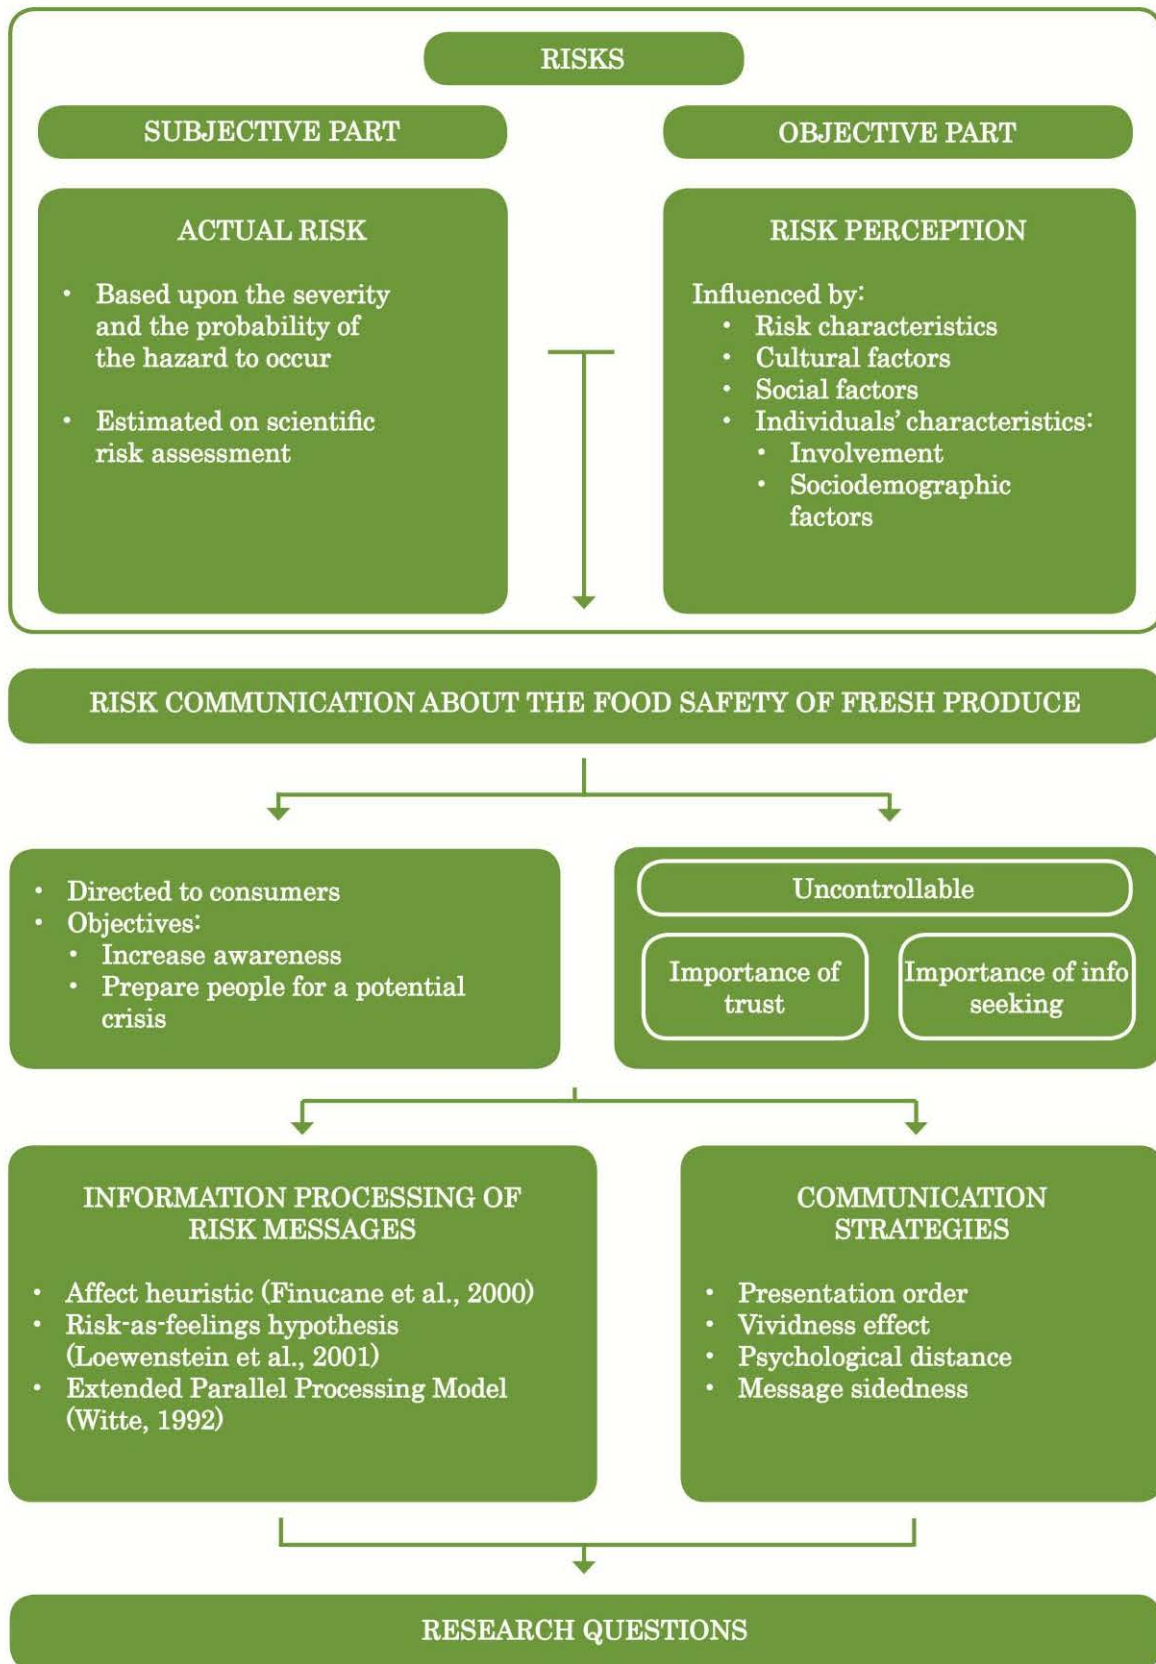 RISKS
SUBJECTIVE PART
ACTUAL RISK
• Based upon the severity
and the probability of
the hazard to occur
• Estimated on scientific
risk assessment
OBJECTIVE PART
RISK PERCEPTION
Influenced by:
• Risk characteristics
• Cultural factors
• Social factors
• Individuals' characteristics:
• Involvement
• Sociodemographic
factors
RISK COMMUNICATION ABOUT THE FOOD SAFETY OF FRESH PRODUCE
• Directed to consumers
• Objectives:
• Increase awareness
• Prepare people for a potential
crisis
Uncontrollable
Importance of
trust
Importance of info
seeking
INFORMATION PROCESSING OF
RISK MESSAGES
• Affect heuristic (Finucane et al., 2000)
• Risk-as-feelings hypothesis
(Loewenstein et al., 2001)
• Extended Parallel Processing Model
(Witte, 1992)
COMMUNICATION
STRATEGIES
• Presentation order
• Vividness effect
• Psychological distance
• Message sidedness
RESEARCH QUESTIONS